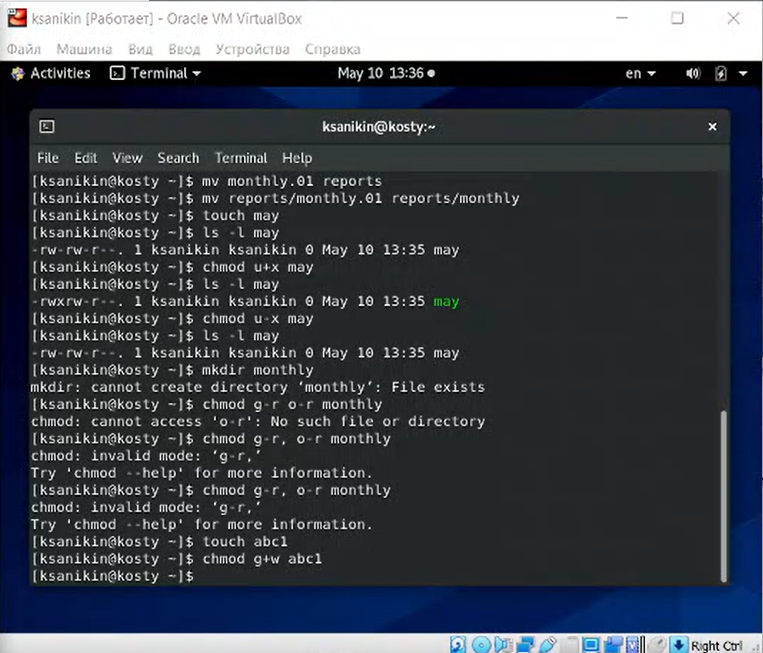 ksanikin [Работает] - Oracle VM VirtualBox
Файл Машина Вид Ввод Устройства Справка
Activities Terminal May 10 13:36 en
ksanikin@kosty:~
File Edit View Search Terminal Help
[ksanikin@kosty ~]$ mv monthly.01 reports
[ksanikin@kosty ~]$ mv reports/monthly.01 reports/monthly
[ksanikin@kosty ~]$ touch may
[ksanikin@kosty ~]$ ls -l may
-rw-rw-r--. 1 ksanikin ksanikin 0 May 10 13:35 may
[ksanikin@kosty ~]$ chmod u+x may
[ksanikin@kosty ~]$ ls -l may
-rwxrw-r--. 1 ksanikin ksanikin 0 May 10 13:35 may
[ksanikin@kosty ~]$ chmod u-x may
[ksanikin@kosty ~]$ ls -l may
-rw-rw-r--. 1 ksanikin ksanikin 0 May 10 13:35 may
[ksanikin@kosty ~]$ mkdir monthly
mkdir: cannot create directory ‘monthly’: File exists
[ksanikin@kosty ~]$ chmod g-r o-r monthly
chmod: cannot access 'o-r': No such file or directory
[ksanikin@kosty ~]$ chmod g-r, o-r monthly
chmod: invalid mode: ‘g-r,’
Try 'chmod --help' for more information.
[ksanikin@kosty ~]$ chmod g-r, o-r monthly
chmod: invalid mode: ‘g-r,’
Try 'chmod --help' for more information.
[ksanikin@kosty ~]$ touch abc1
[ksanikin@kosty ~]$ chmod g+w abc1
[ksanikin@kosty ~]$
Right Ctrl